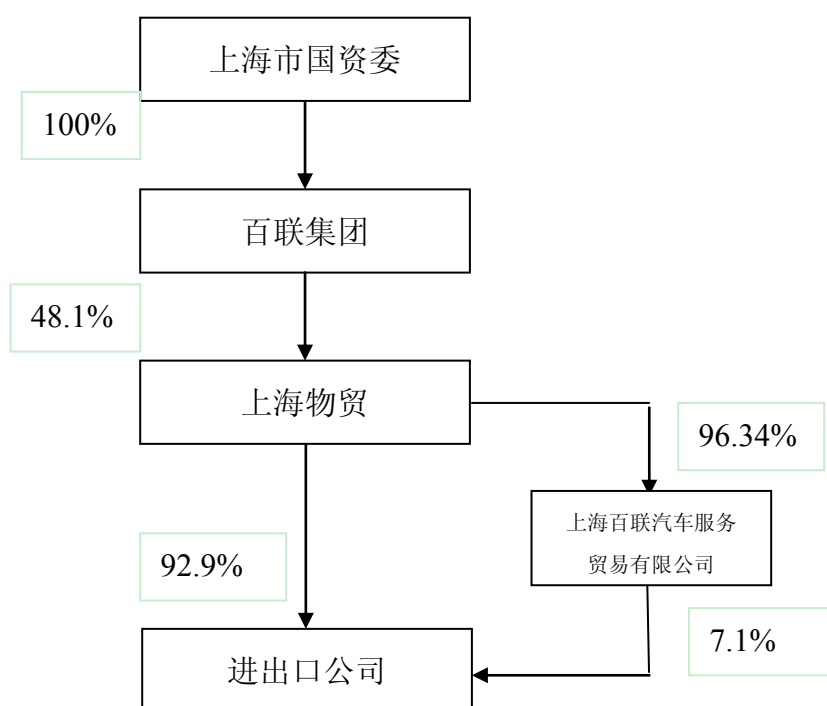 上海市国资委
100%
百联集团
48.1%
上海物贸
96.34%
上海百联汽车服务
贸易有限公司
92.9%
7.1%
进出口公司